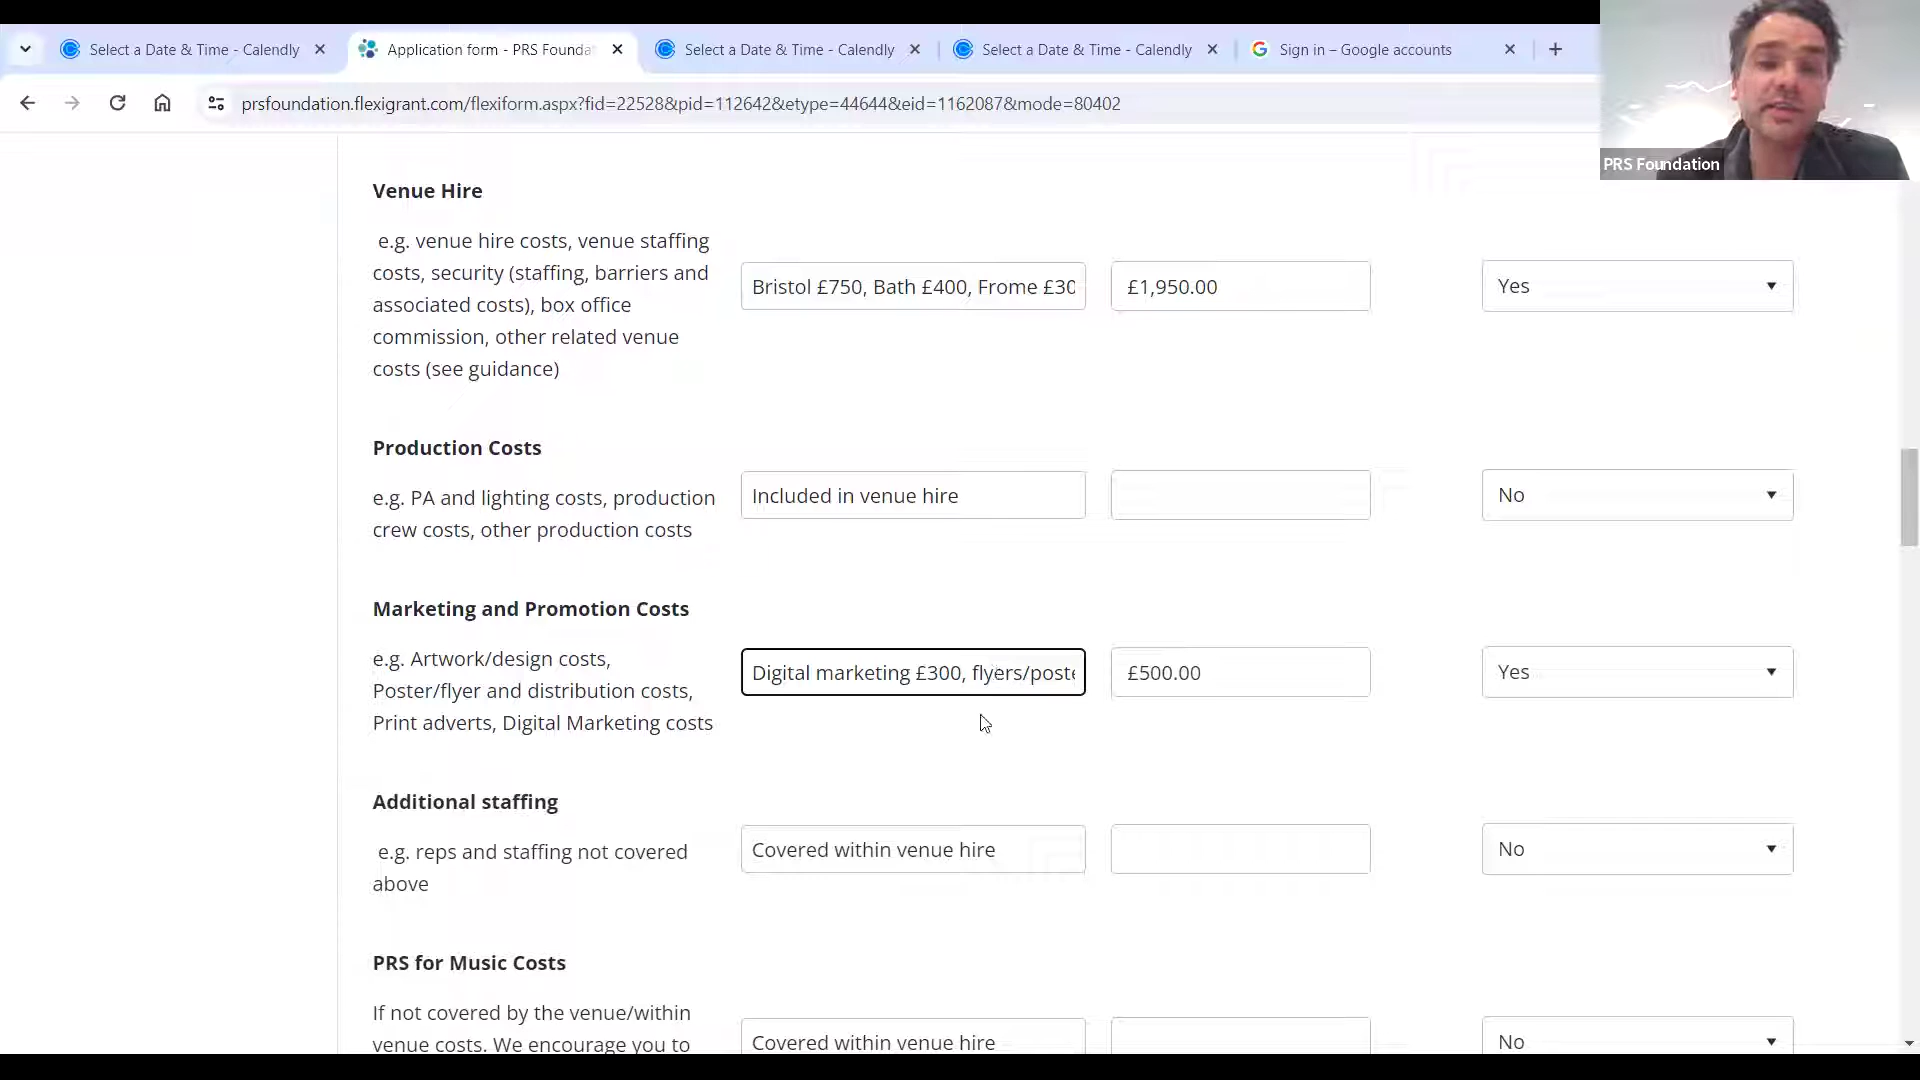 Select a Date & Time - Calendly
Application form - PRS Founda
Select a Date & Time - Calendly
Select a Date & Time - Calendly
Sign in – Google accounts
prsfoundation.flexigrant.com/flexiform.aspx?fid=22528&pid=112642&etype=44644&eid=1162087&mode=80402
PRS Foundation
Venue Hire
e.g. venue hire costs, venue staffing
costs, security (staffing, barriers and
associated costs), box office
commission, other related venue
costs (see guidance)
Bristol £750, Bath £400, Frome £30
£1,950.00
Yes
Production Costs
e.g. PA and lighting costs, production
crew costs, other production costs
Included in venue hire
No
Marketing and Promotion Costs
e.g. Artwork/design costs,
Poster/flyer and distribution costs,
Print adverts, Digital Marketing costs
Digital marketing £300, flyers/poste
£500.00
Yes
Additional staffing
e.g. reps and staffing not covered
above
Covered within venue hire
No
PRS for Music Costs
If not covered by the venue/within
venue costs. We encourage you to
Covered within venue hire
No